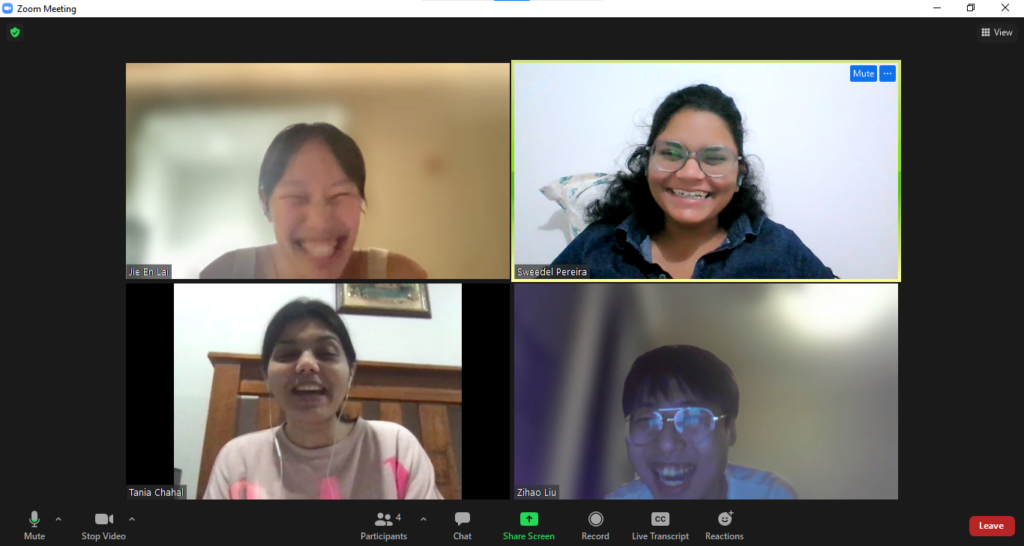 Zoom Meeting
View
Mute
Jie En Lai
Sweedel Pereira
Tania Chahal
Zihao Liu
Mute
Stop Video
4
Participants
Chat
Share Screen
Record
CC
Live Transcript
Reactions
Leave